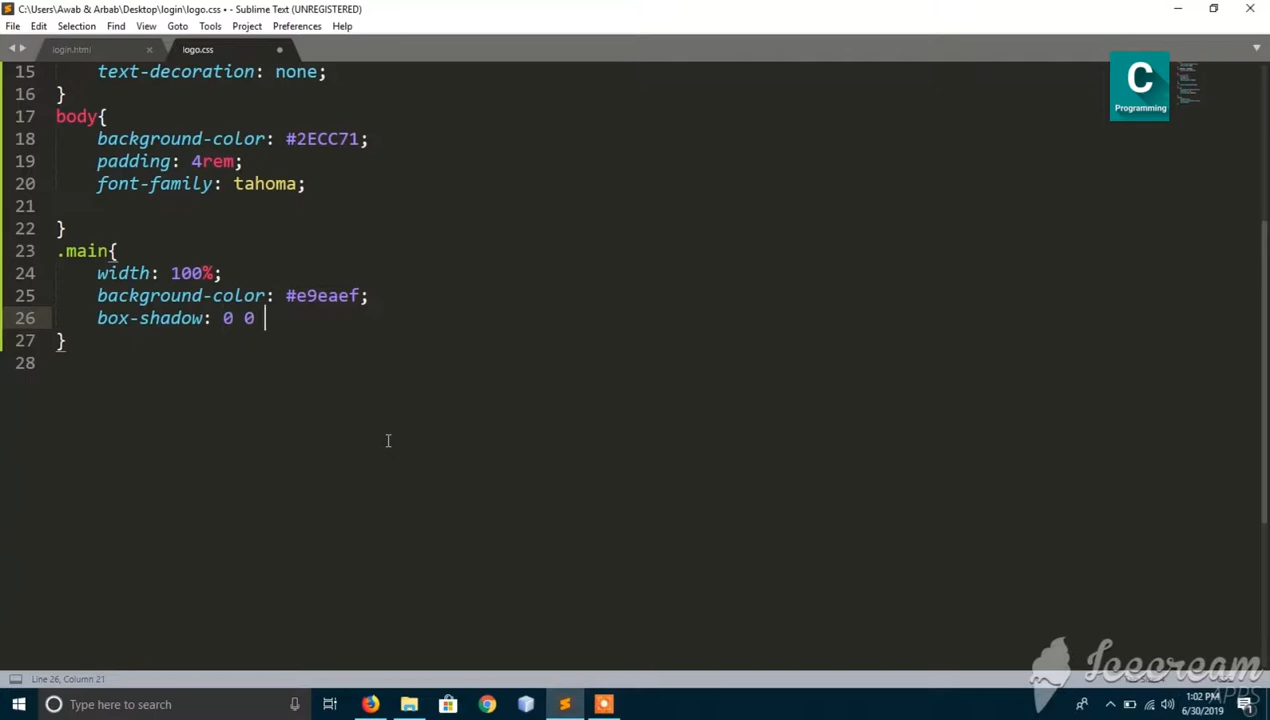 C:\Users\Awab & Arbab\Desktop\login\logo.css • - Sublime Text (UNREGISTERED)
File Edit Selection Find View Goto Tools Project Preferences Help
login.html logo.css
C
Programming
15 text-decoration: none;
16 }
17 body{
18 background-color: #2ECC71;
19 padding: 4rem;
20 font-family: tahoma;
21
22 }
23 .main{
24 width: 100%;
25 background-color: #e9eaef;
26 box-shadow: 0 0
27 }
28
Icecream
APPS
Line 26, Column 21
Type here to search
1:02 PM
6/30/2019